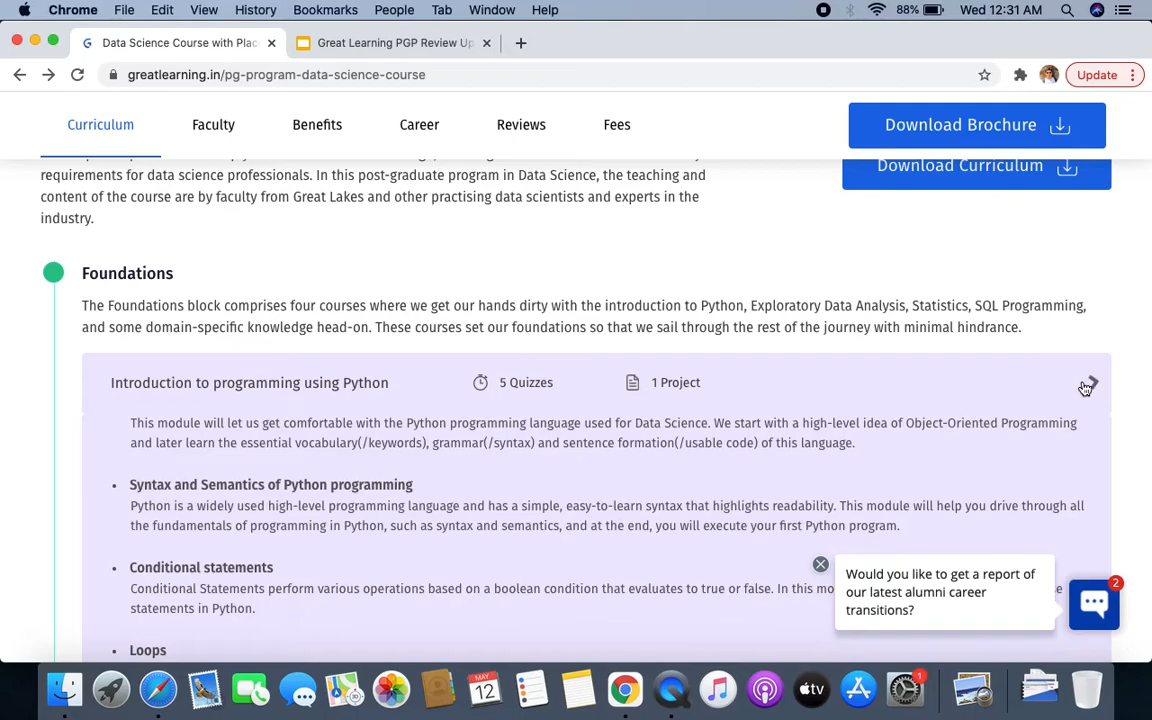 Chrome File Edit View History Bookmarks People Tab Window Help 88% Wed 12:31 AM
Data Science Course with Plac
Great Learning PGP Review Up
greatlearning.in/pg-program-data-science-course
Update
Curriculum Faculty Benefits Career Reviews Fees
Download Brochure
Download Curriculum
requirements for data science professionals. In this post-graduate program in Data Science, the teaching and
content of the course are by faculty from Great Lakes and other practising data scientists and experts in the
industry.
Foundations
The Foundations block comprises four courses where we get our hands dirty with the introduction to Python, Exploratory Data Analysis, Statistics, SQL Programming,
and some domain-specific knowledge head-on. These courses set our foundations so that we sail through the rest of the journey with minimal hindrance.
Introduction to programming using Python 5 Quizzes 1 Project
This module will let us get comfortable with the Python programming language used for Data Science. We start with a high-level idea of Object-Oriented Programming
and later learn the essential vocabulary(/keywords), grammar(/syntax) and sentence formation(/usable code) of this language.
• Syntax and Semantics of Python programming
Python is a widely used high-level programming language and has a simple, easy-to-learn syntax that highlights readability. This module will help you drive through all
the fundamentals of programming in Python, such as syntax and semantics, and at the end, you will execute your first Python program.
• Conditional statements
Conditional Statements perform various operations based on a boolean condition that evaluates to true or false. In this mo
statements in Python.
• Loops
Would you like to get a report of
our latest alumni career
transitions?
2
MAY
12
tv
1